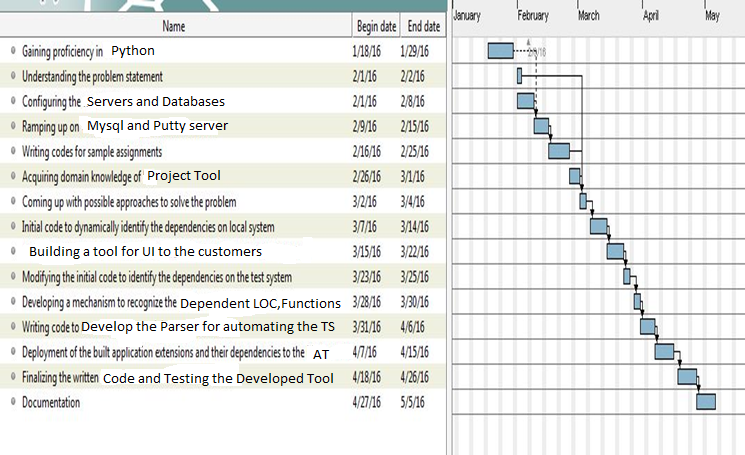 January February March April May
Name Begin date End date
Gaining proficiency in Python 1/18/16 1/29/16
Understanding the problem statement 2/1/16 2/2/16
Configuring the Servers and Databases 2/1/16 2/8/16
Ramping up on Mysql and Putty server 2/9/16 2/15/16
Writing codes for sample assignments 2/16/16 2/25/16
Acquiring domain knowledge of Project Tool 2/26/16 3/1/16
Coming up with possible approaches to solve the problem 3/2/16 3/4/16
Initial code to dynamically identify the dependencies on local system 3/7/16 3/14/16
Building a tool for UI to the customers 3/15/16 3/22/16
Modifying the initial code to identify the dependencies on the test system 3/23/16 3/25/16
Developing a mechanism to recognize the Dependent LOC,Functions 3/28/16 3/30/16
Writing code to Develop the Parser for automating the TS 3/31/16 4/6/16
Deployment of the built application extensions and their dependencies to the AT 4/7/16 4/15/16
Finalizing the written Code and Testing the Developed Tool 4/18/16 4/26/16
Documentation 4/27/16 5/5/16